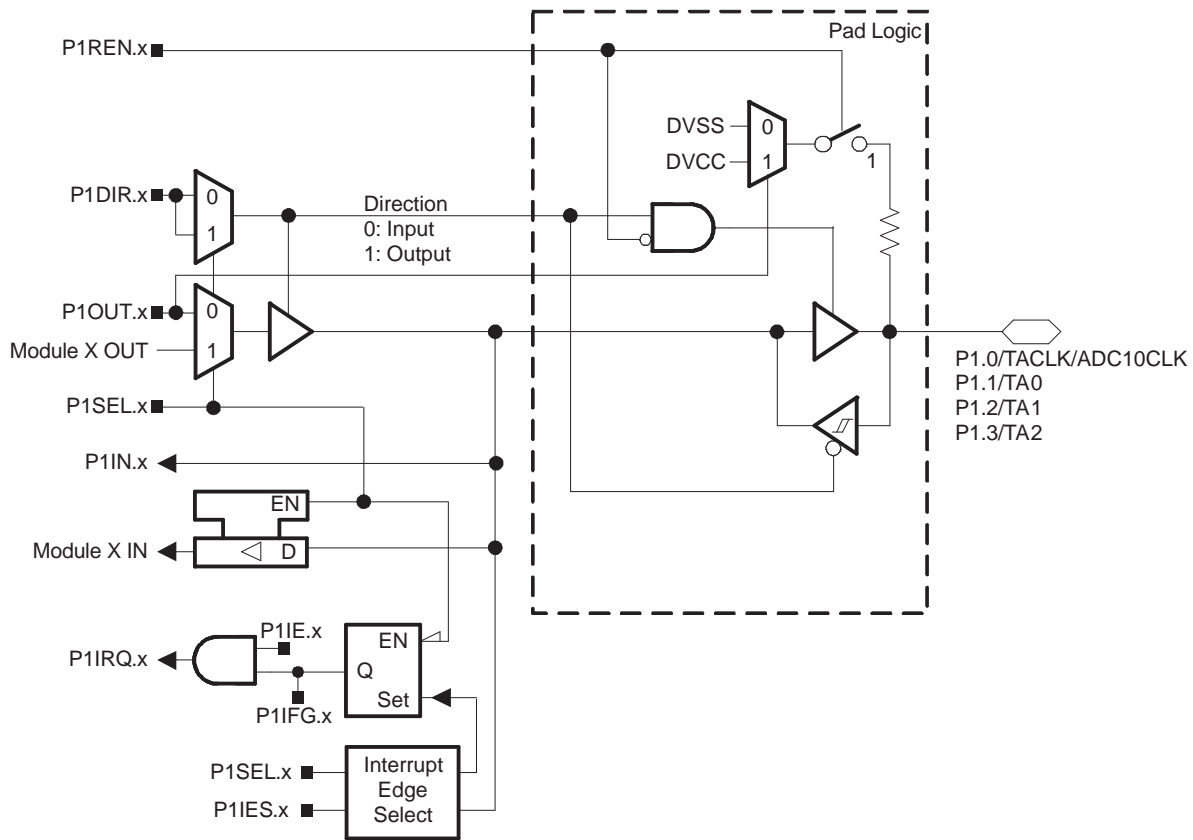 Pad Logic
P1REN.x
DVSS
0
DVCC
1
1
P1DIR.x
0
1
Direction
0: Input
1: Output
P1OUT.x
0
Module X OUT
1
P1.0/TACLK/ADC10CLK
P1.1/TA0
P1.2/TA1
P1.3/TA2
P1SEL.x
P1IN.x
EN
Module X IN
D
P1IE.x
EN
P1IRQ.x
Q
Set
P1IFG.x
P1SEL.x
P1IES.x
Interrupt
Edge
Select